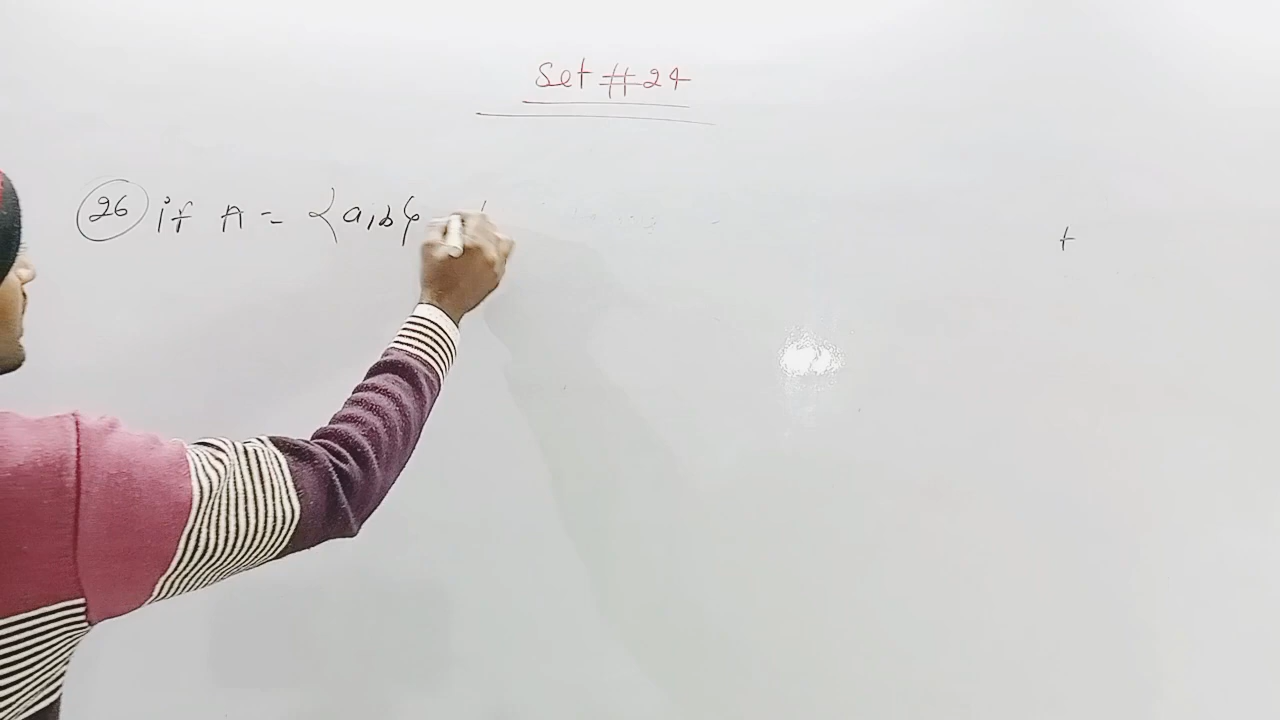 Set #24
26 if A = {a,b}